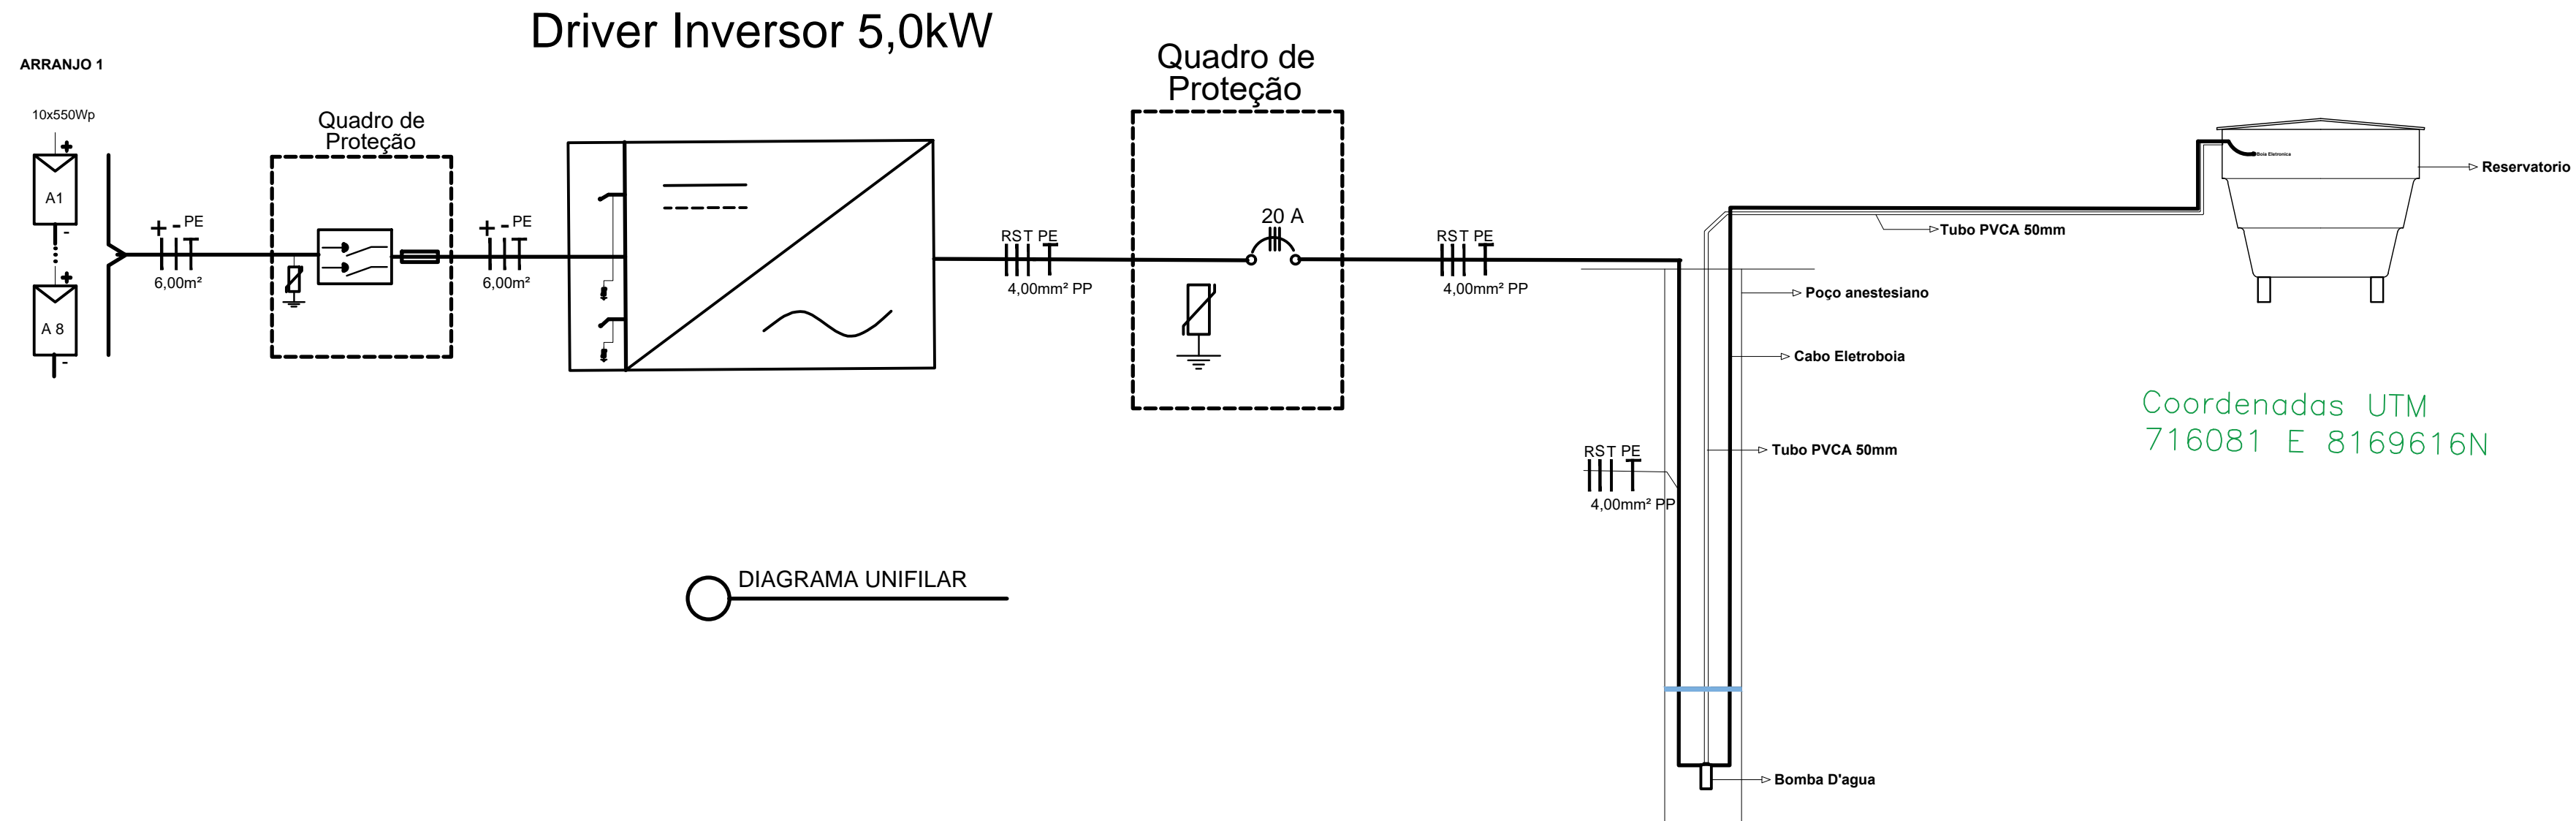 Driver Inversor 5,0kW
ARRANJO 1
10x550Wp
+
A1
-
+
A 8
-
+ - PE
6,00m²
Quadro de
Proteção
+ - PE
6,00m²
RST PE
4,00mm² PP
Quadro de
Proteção
20 A
RST PE
4,00mm² PP
RST PE
4,00mm² PP
Boia Eletronica
Reservatorio
Tubo PVCA 50mm
Poço anestesiano
Cabo Eletroboia
Tubo PVCA 50mm
Bomba D'agua
Coordenadas UTM
716081 E 8169616N
DIAGRAMA UNIFILAR